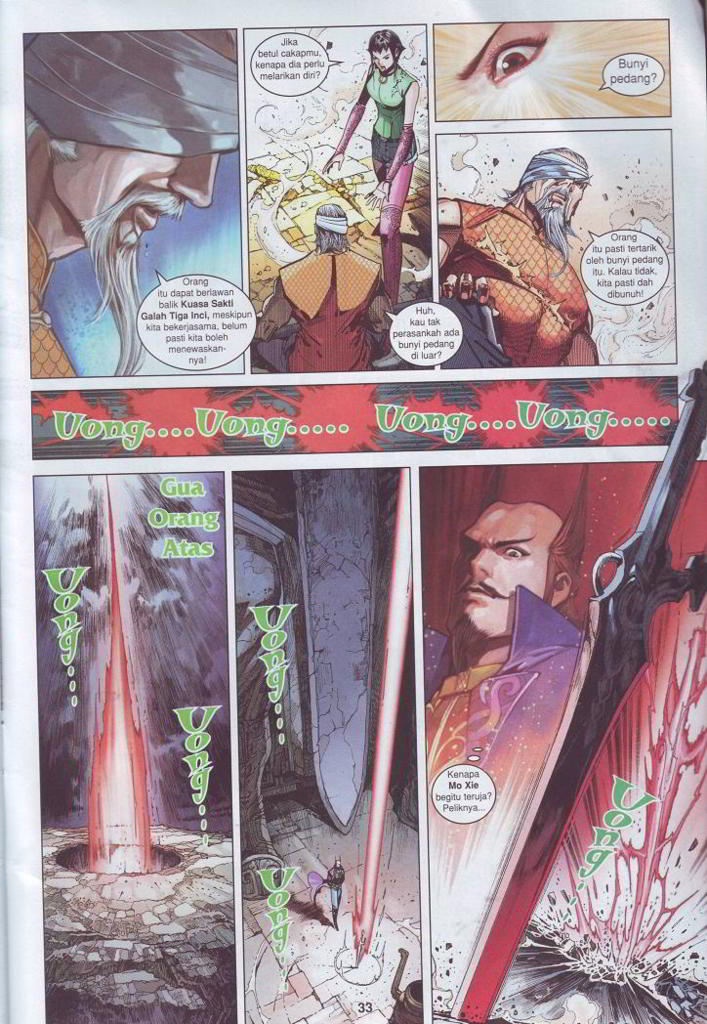 Orang
itu dapat berlawan
balik Kuasa Sakti
Galah Tiga Inci, meskipun
kita bekerjasama, belum
pasti kita boleh
menewaskan-
nya!
Jika
betul cakapmu,
kenapa dia perlu
melarikan diri?
Huh,
kau tak
perasankah ada
bunyi pedang
di luar?
Bunyi
pedang?
Orang
itu pasti tertarik
oleh bunyi pedang
itu. Kalau tidak,
kita pasti dah
dibunuh!
Uong....Uong..... Uong....Uong.....
Gua
Orang
Atas
Uong...
Uong...
Uong...
Uong...
Kenapa
Mo Xie
begitu teruja?
Peliknya...
Uong...
33